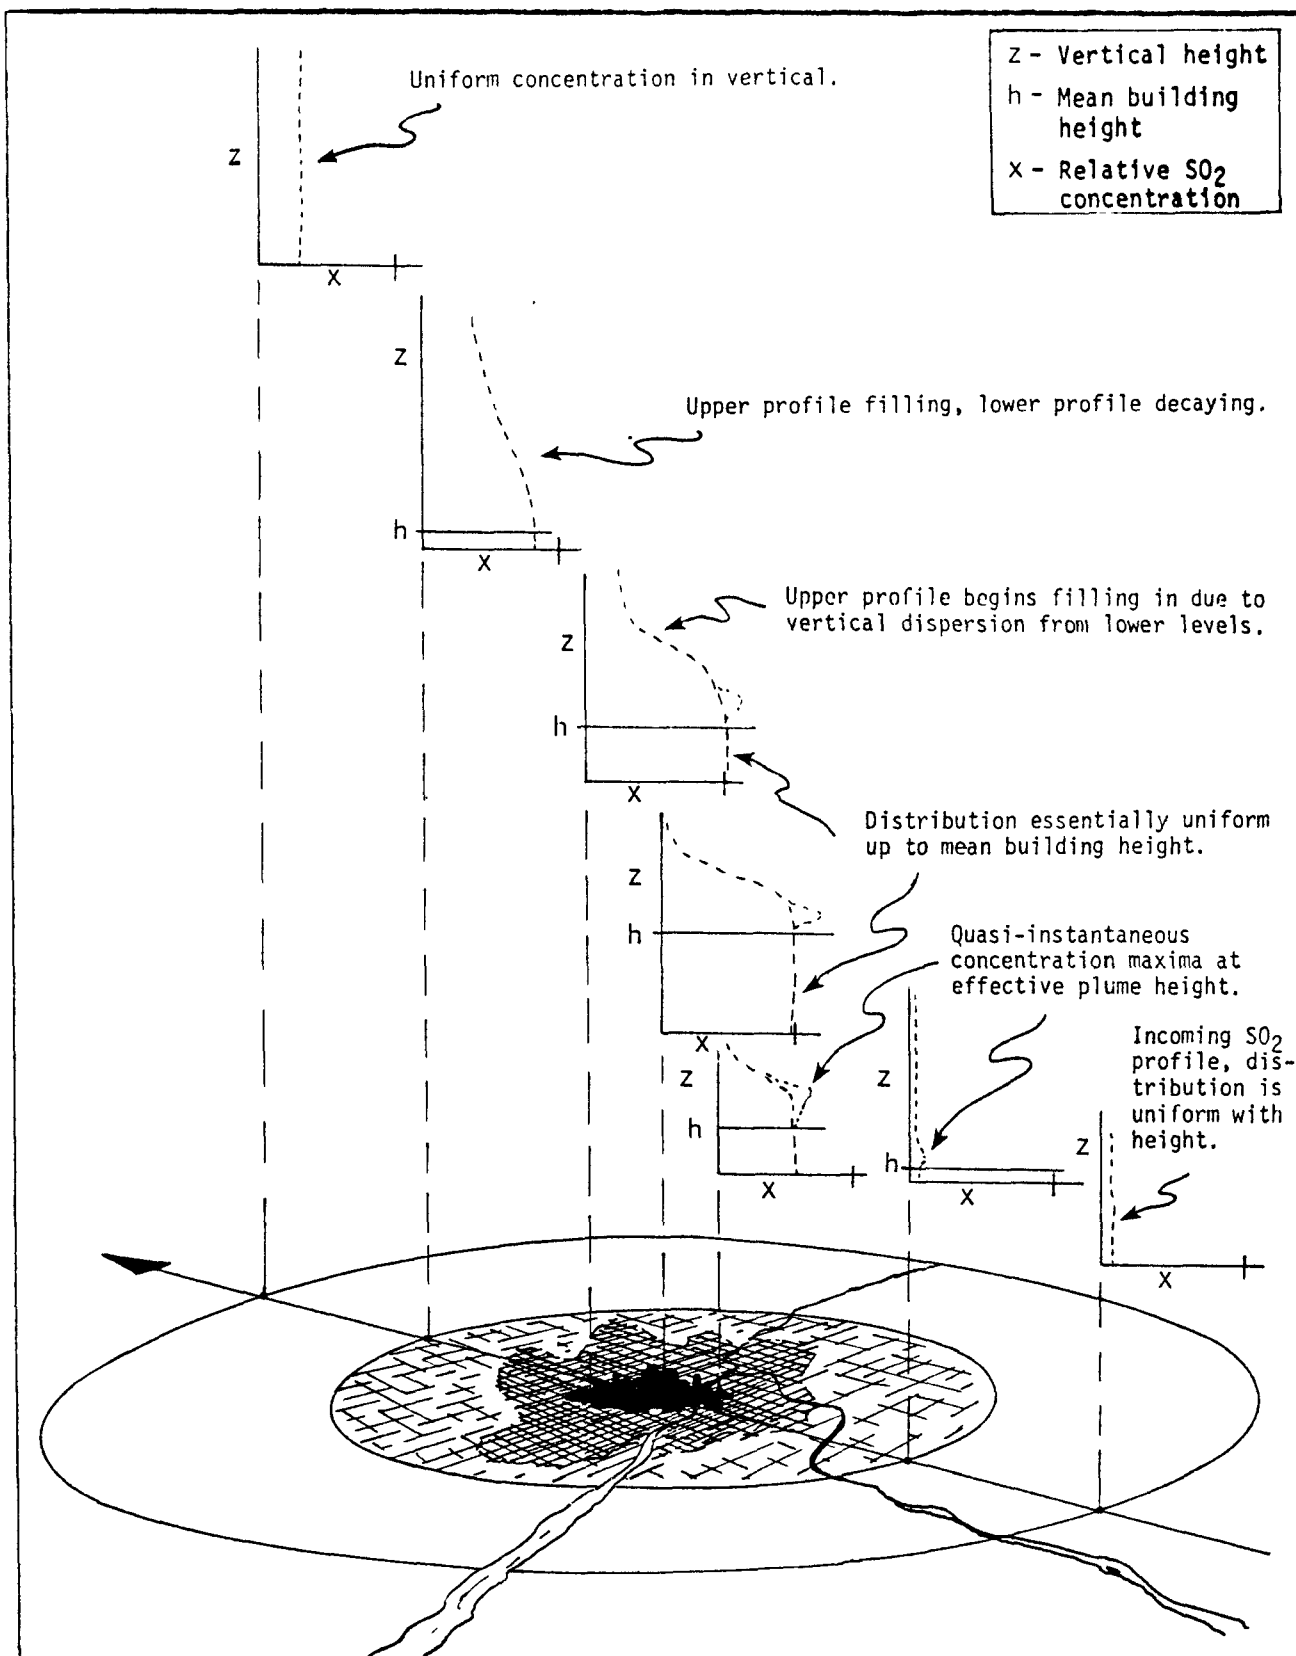 z - Vertical height
h - Mean building
height
x - Relative SO2
concentration
Uniform concentration in vertical.
z
x
z
Upper profile filling, lower profile decaying.
h
x
Upper profile begins filling in due to
vertical dispersion from lower levels.
z
h
x
Distribution essentially uniform
up to mean building height.
z
h
x
Quasi-instantaneous
concentration maxima at
effective plume height.
z
h
x
z
h
x
Incoming SO2
profile, dis-
tribution is
uniform with
height.
z
x